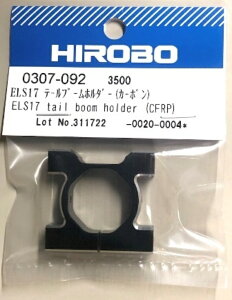 HIROBO
0307-092 3500
ELS17 テールブームホルダー(カーボン)
ELS17 tail boom holder (CFRP)
Lot No.311722 -0020-0004*